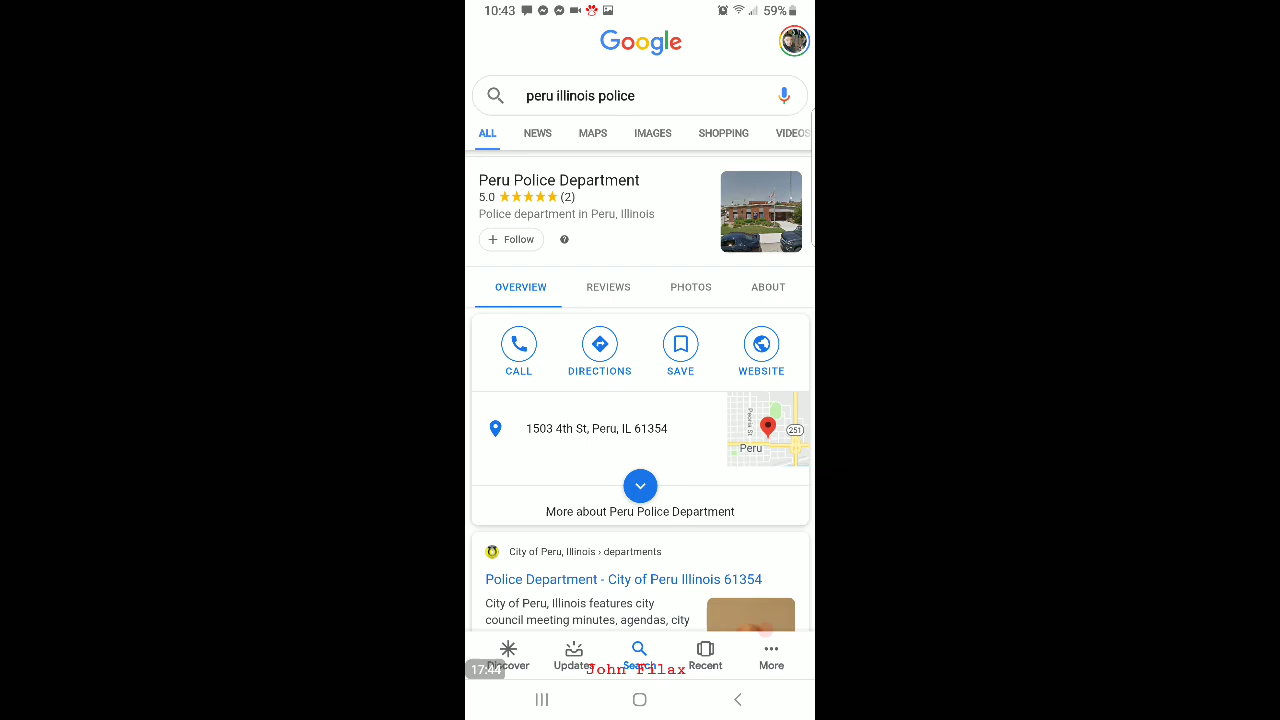 10:43 59%
Google
peru illinois police
ALL NEWS MAPS IMAGES SHOPPING VIDEOS
Peru Police Department
5.0 (2)
Police department in Peru, Illinois
+ Follow
OVERVIEW REVIEWS PHOTOS ABOUT
CALL DIRECTIONS SAVE WEBSITE
1503 4th St, Peru, IL 61354
Peoria St
251
Peru
More about Peru Police Department
City of Peru, Illinois › departments
Police Department - City of Peru Illinois 61354
City of Peru, Illinois features city
council meeting minutes, agendas, city
Discover Updates Search Recent More
17:44
John Filax